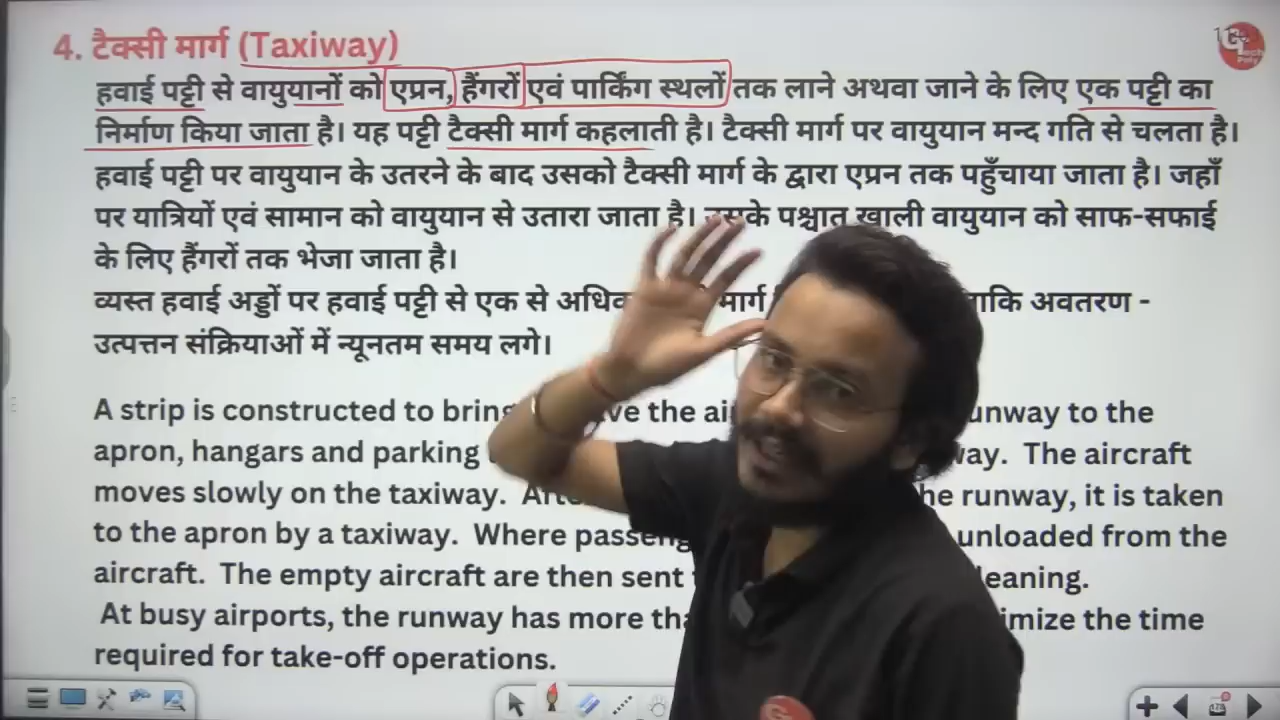 4. टैक्सी मार्ग (Taxiway)
हवाई पट्टी से वायुयानों को एप्रन, हैंगरों एवं पार्किंग स्थलों तक लाने अथवा जाने के लिए एक पट्टी का
निर्माण किया जाता है। यह पट्टी टैक्सी मार्ग कहलाती है। टैक्सी मार्ग पर वायुयान मन्द गति से चलता है।
हवाई पट्टी पर वायुयान के उतरने के बाद उसको टैक्सी मार्ग के द्वारा एप्रन तक पहुँचाया जाता है। जहाँ
पर यात्रियों एवं सामान को वायुयान से उतारा जाता है। उसके पश्चात खाली वायुयान को साफ-सफाई
के लिए हैंगरों तक भेजा जाता है।
व्यस्त हवाई अड्डों पर हवाई पट्टी से एक से मार्ग अवतरण -
उत्पत्तन संक्रियाओं में न्यूनतम समय लगे।
A strip is constructed to bring the runway to the
apron, hangars and parking The aircraft
moves slowly on the taxiway. the runway, it is taken
to the apron by a taxiway. Where unloaded from the
aircraft. The empty aircraft are then sent cleaning.
At busy airports, the runway has more the time
required for take-off operations.